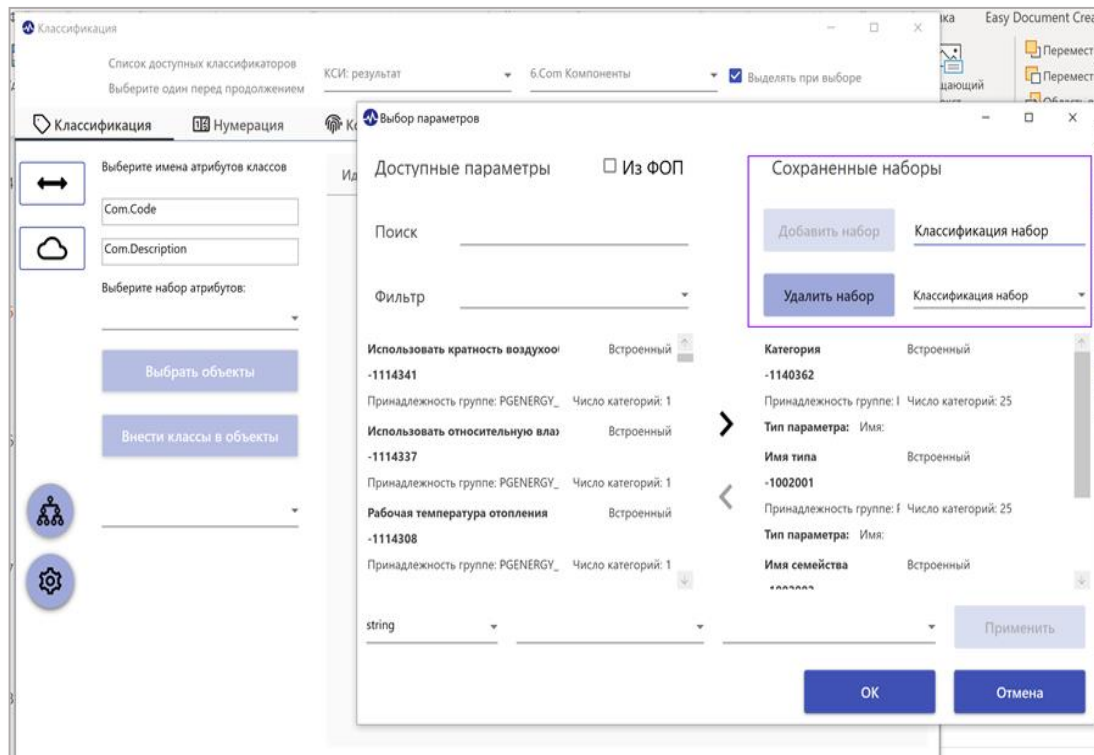 Классификация
ка Easy Document Crea
Список доступных классификаторов
Выберите один перед продолжением
КСИ: результат
6.Com Компоненты
Выделять при выборе
Перемест
Перемест
цающий
Классификация
Нумерация
Выбор параметров
Выберите имена атрибутов классов
Com.Code
Com.Description
Выберите набор атрибутов:
Выбрать объекты
Внести классы в объекты
Доступные параметры
Из ФОП
Сохраненные наборы
Поиск
Добавить набор
Классификация набор
Фильтр
Удалить набор
Классификация набор
Использовать кратность воздухоо
Встроенный
-1114341
Принадлежность группе: PGENERGY_ Число категорий: 1
Использовать относительную вла
Встроенный
-1114337
Принадлежность группе: PGENERGY_ Число категорий: 1
Рабочая температура отопления
Встроенный
-1114308
Принадлежность группе: PGENERGY_ Число категорий: 1
Категория
Встроенный
-1140362
Принадлежность группе: Число категорий: 25
Тип параметра: Имя:
Имя типа
Встроенный
-1002001
Принадлежность группе: Число категорий: 25
Тип параметра: Имя:
Имя семейства
Встроенный
string
Применить
ОК
Отмена